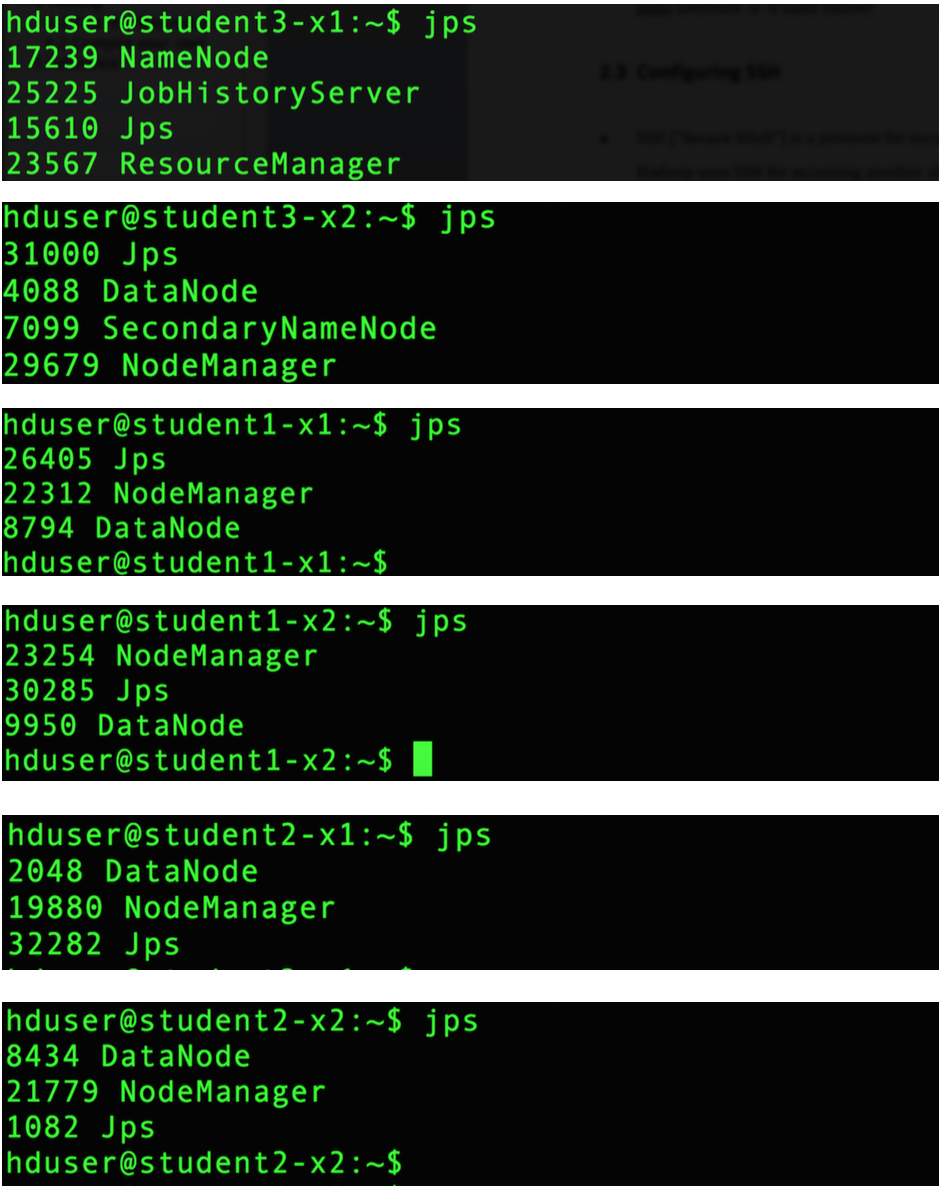 hduser@student3-x1:~$ jps
17239 NameNode
25225 JobHistoryServer
15610 Jps
23567 ResourceManager
2.3 Configuring SSH
hduser@student3-x2:~$ jps
31000 Jps
4088 DataNode
7099 SecondaryNameNode
29679 NodeManager
hduser@student1-x1:~$ jps
26405 Jps
22312 NodeManager
8794 DataNode
hduser@student1-x1:~$
hduser@student1-x2:~$ jps
23254 NodeManager
30285 Jps
9950 DataNode
hduser@student1-x2:~$
hduser@student2-x1:~$ jps
2048 DataNode
19880 NodeManager
32282 Jps
hduser@student2-x2:~$ jps
8434 DataNode
21779 NodeManager
1082 Jps
hduser@student2-x2:~$